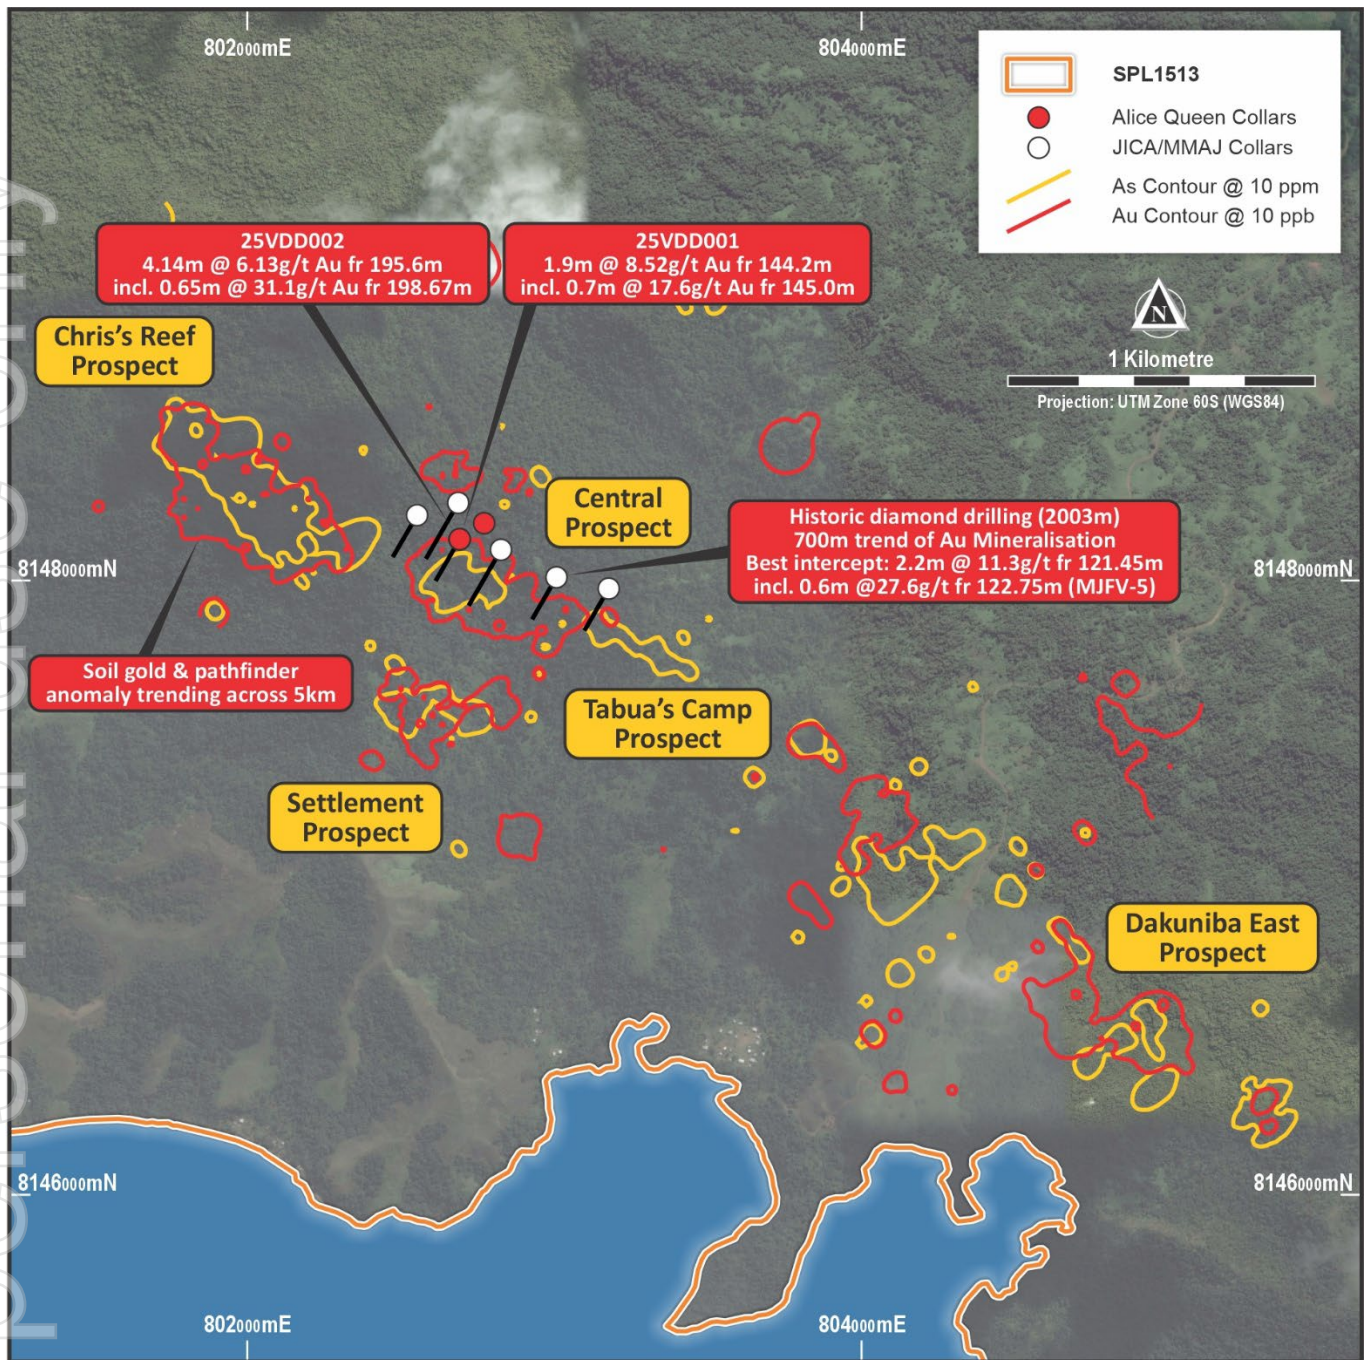 802000mE
804000mE
SPL1513
Alice Queen Collars
JICA/MMAJ Collars
As Contour @ 10 ppm
Au Contour @ 10 ppb
N
1 Kilometre
Projection: UTM Zone 60S (WGS84)
25VDD002
4.14m @ 6.13g/t Au fr 195.6m
incl. 0.65m @ 31.1g/t Au fr 198.67m
25VDD001
1.9m @ 8.52g/t Au fr 144.2m
incl. 0.7m @ 17.6g/t Au fr 145.0m
Chris's Reef
Prospect
Central
Prospect
Historic diamond drilling (2003m)
700m trend of Au Mineralisation
Best intercept: 2.2m @ 11.3g/t fr 121.45m
incl. 0.6m @27.6g/t fr 122.75m (MJFV-5)
8148000mN
8148000mN
Soil gold & pathfinder
anomaly trending across 5km
Tabua's Camp
Prospect
Settlement
Prospect
Dakuniba East
Prospect
8146000mN
8146000mN
802000mE
804000mE
personal use only